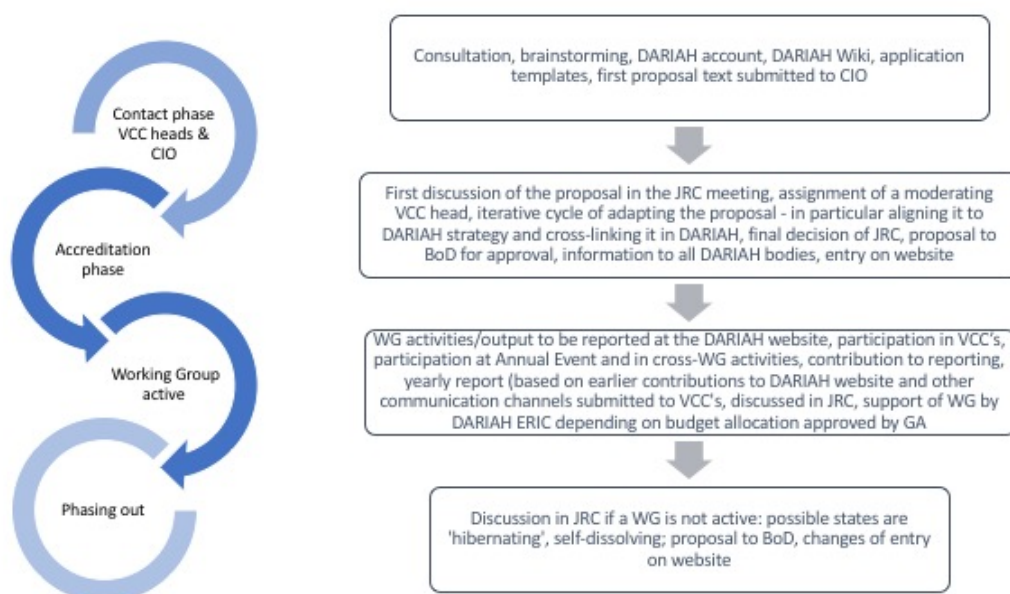 Contact phase
VCC heads &
CIO
Accreditation
phase
Working Group
active
Phasing out
Consultation, brainstorming, DARIAH account, DARIAH Wiki, application
templates, first proposal text submitted to CIO
First discussion of the proposal in the JRC meeting, assignment of a moderating
VCC head, iterative cycle of adapting the proposal - in particular aligning it to
DARIAH strategy and cross-linking it in DARIAH, final decision of JRC, proposal to
BoD for approval, information to all DARIAH bodies, entry on website
WG activities/output to be reported at the DARIAH website, participation in VCC's,
participation at Annual Event and in cross-WG activities, contribution to reporting,
yearly report (based on earlier contributions to DARIAH website and other
communication channels submitted to VCC's, discussed in JRC, support of WG by
DARIAH ERIC depending on budget allocation approved by GA
Discussion in JRC if a WG is not active: possible states are
'hibernating', self-dissolving; proposal to BoD, changes of entry
on website